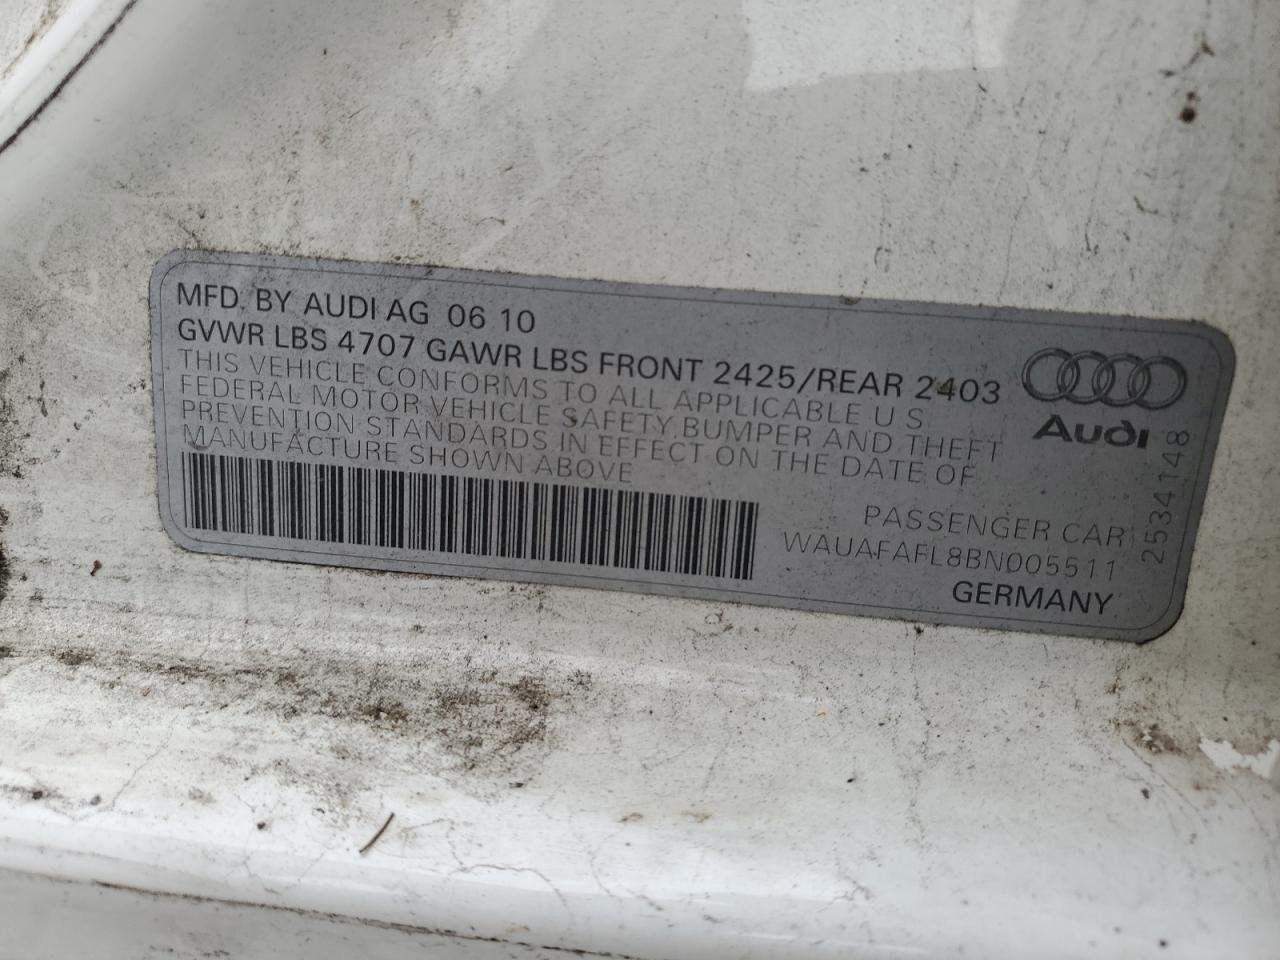 MFD. BY AUDI AG 06 10
GVWR LBS 4707 GAWR LBS FRONT 2425/REAR 2403
THIS VEHICLE CONFORMS TO ALL APPLICABLE U S
FEDERAL MOTOR VEHICLE SAFETY, BUMPER AND THEFT
PREVENTION STANDARDS IN EFFECT ON THE DATE OF
MANUFACTURE SHOWN ABOVE
Audi
PASSENGER CAR
WAUAFAFL8BN005511
GERMANY
2534148